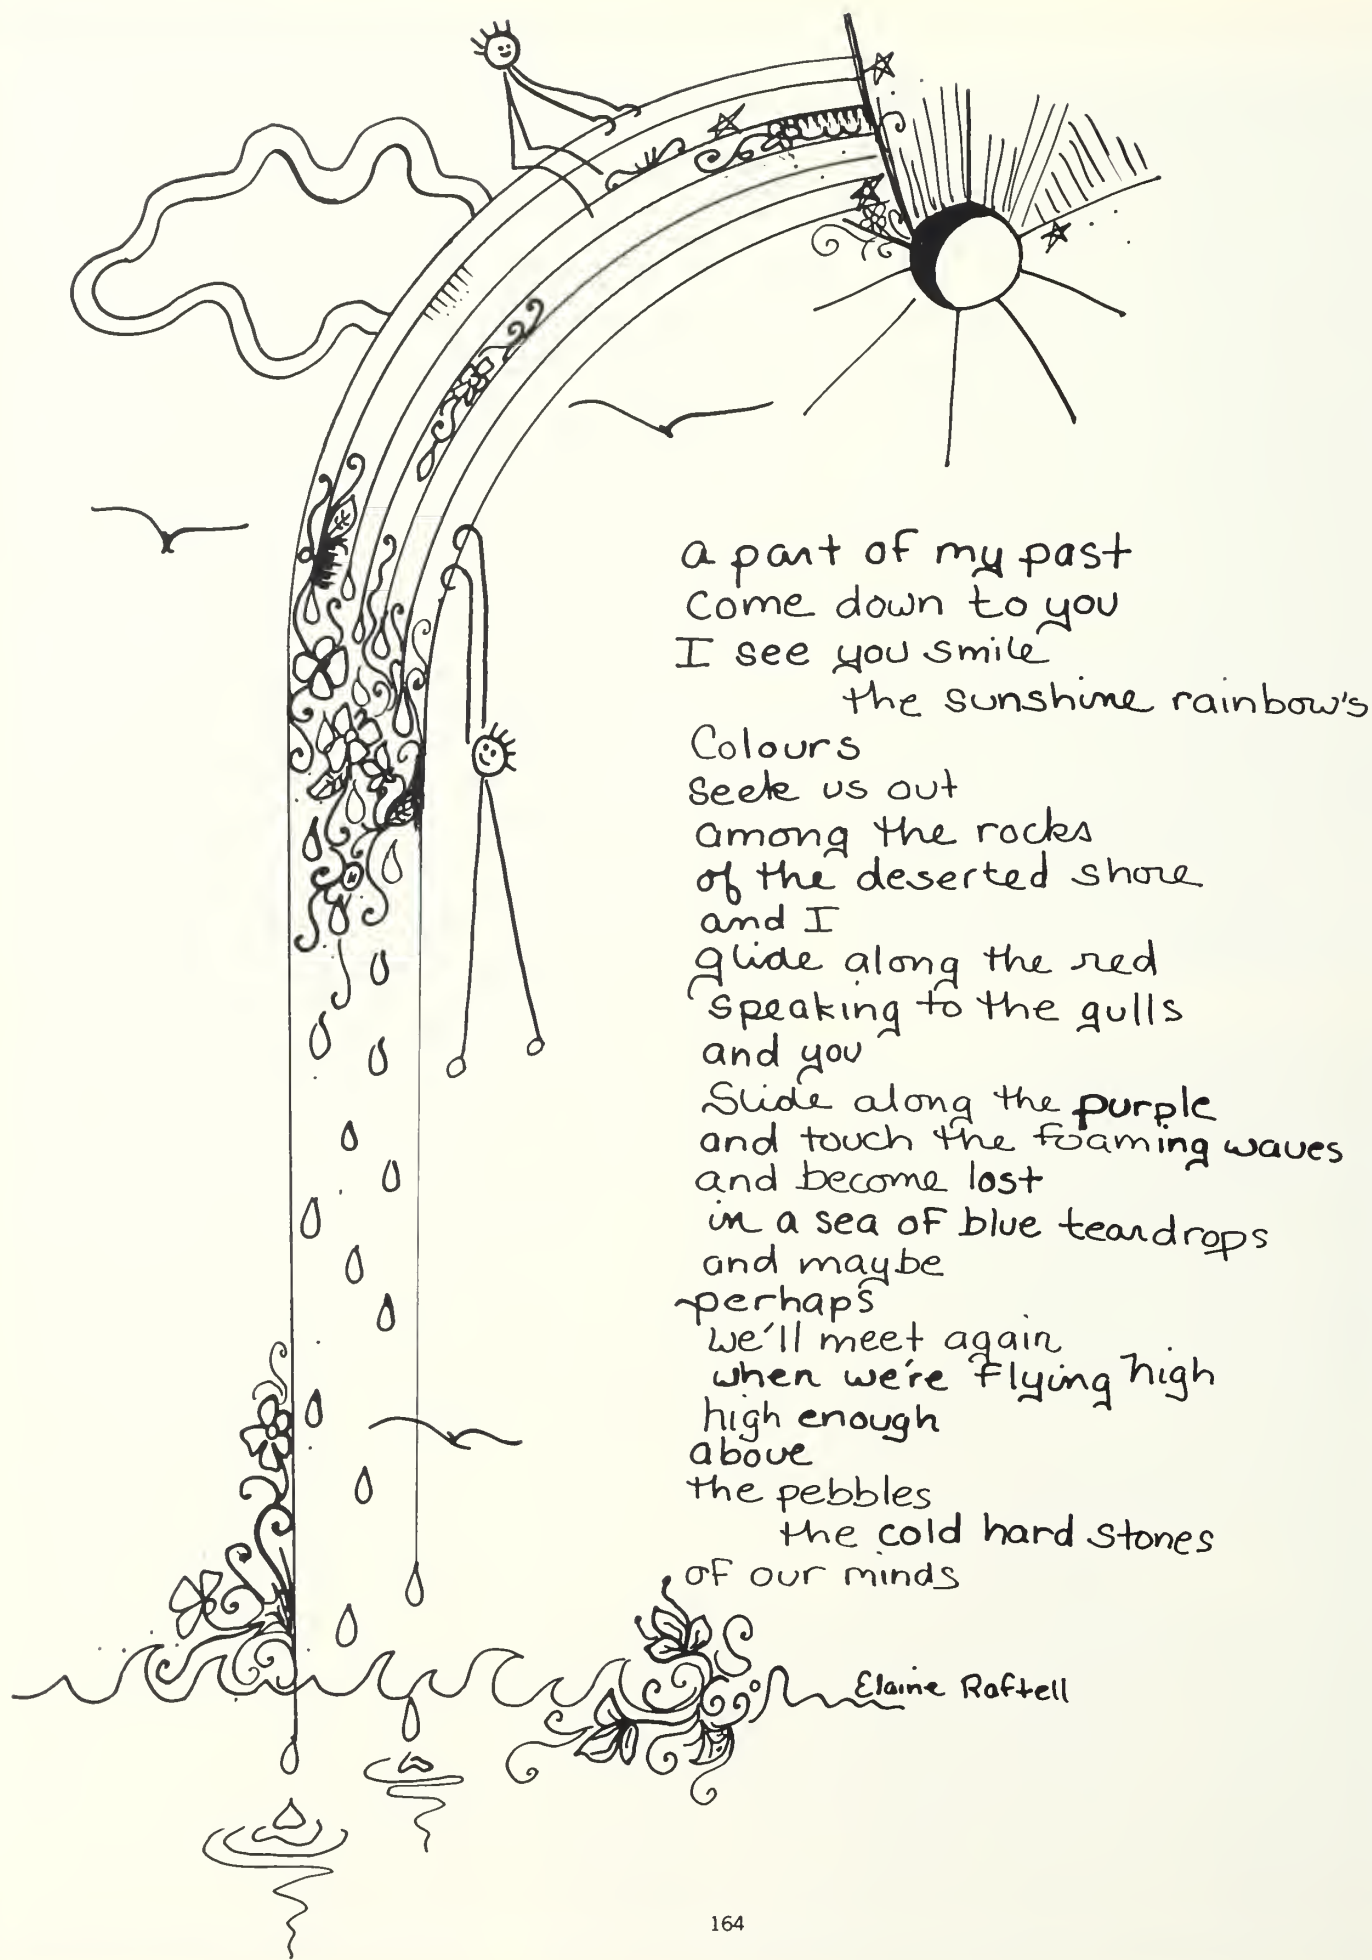 a part of my past
come down to you
I see you smile
the sunshine rainbow's
Colours
seek us out
among the rocks
of the deserted shore
and I
glide along the red
speaking to the gulls
and you
Slide along the purple
and touch the foaming waves
and become lost
in a sea of blue teardrops
and maybe
perhaps
we'll meet again
when we're flying high
high enough
above
the pebbles
the cold hard stones
of our minds
Elaine Raftell
164